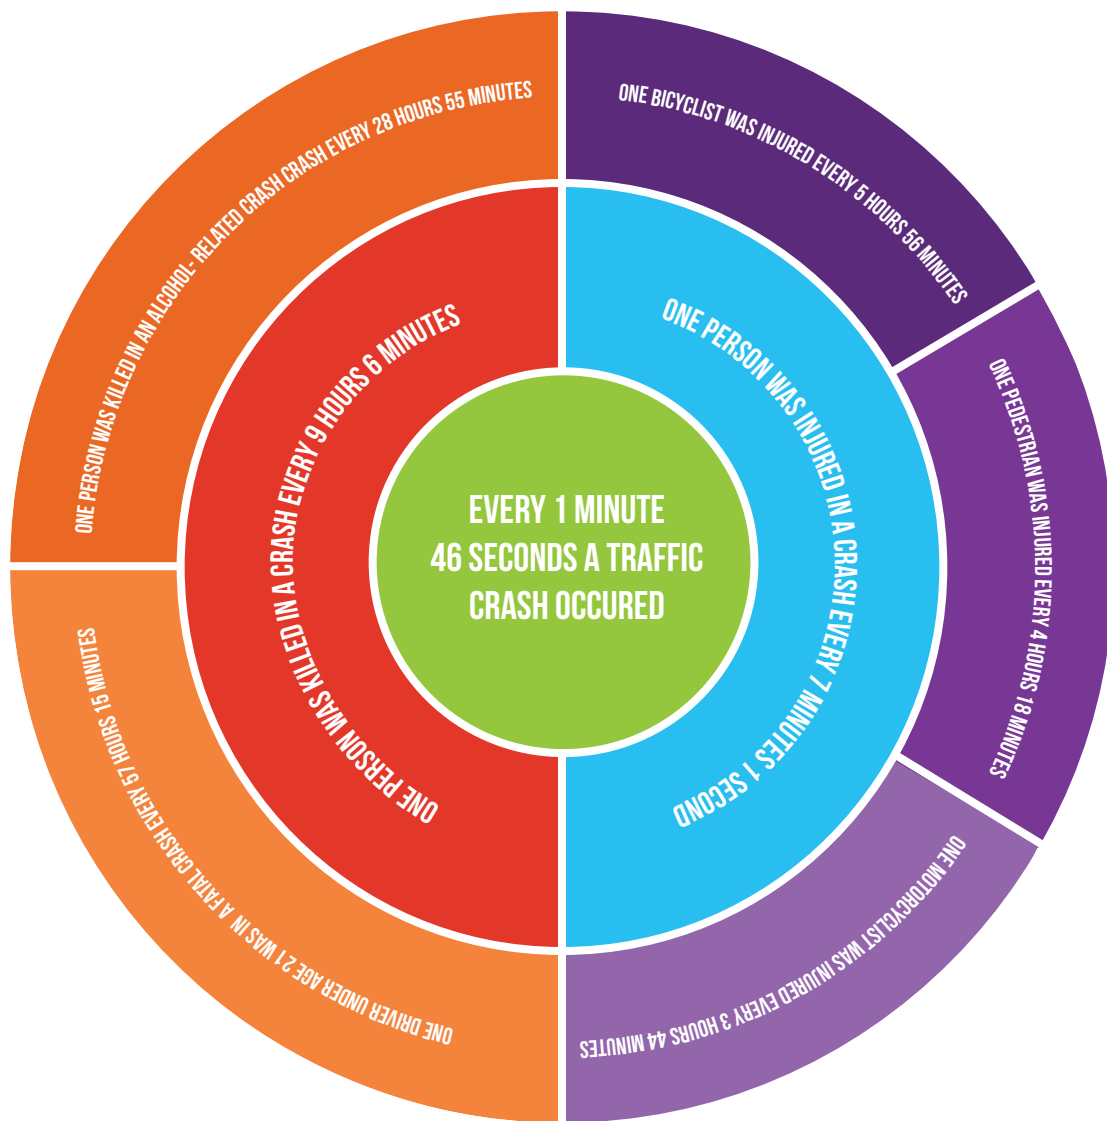 EVERY 1 MINUTE
46 SECONDS A TRAFFIC
CRASH OCCURED
ONE PERSON WAS KILLED IN A CRASH EVERY 9 HOURS 6 MINUTES
ONE PERSON WAS INJURED IN A CRASH EVERY 7 MINUTES 1 SECOND
ONE PERSON WAS KILLED IN AN ALCOHOL- RELATED CRASH CRASH EVERY 28 HOURS 55 MINUTES
ONE DRIVER UNDER AGE 21 WAS IN A FATAL CRASH EVERY 57 HOURS 15 MINUTES
ONE BICYCLIST WAS INJURED EVERY 5 HOURS 56 MINUTES
ONE PEDESTRIAN WAS INJURED EVERY 4 HOURS 18 MINUTES
ONE MOTORCYCLIST WAS INJURED EVERY 3 HOURS 44 MINUTES